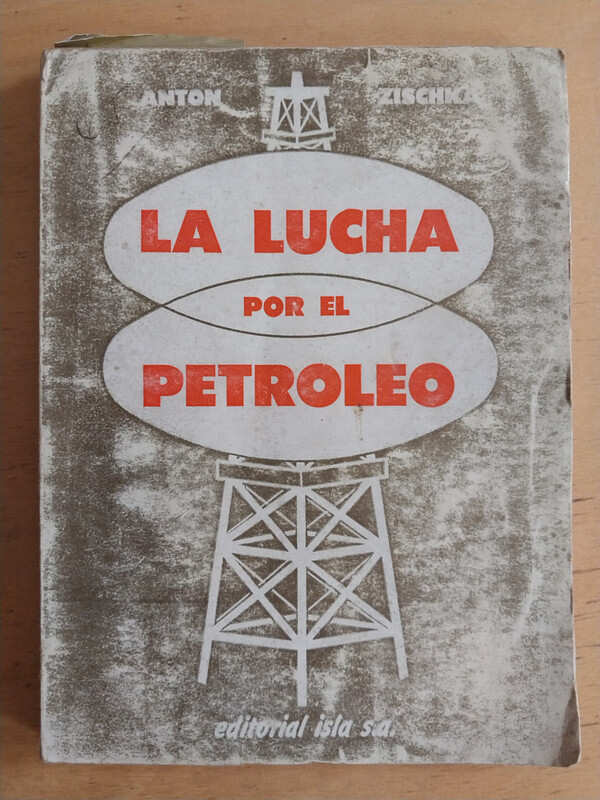 ANTON ZISCHKA
LA LUCHA
POR EL
PETROLEO
editorial isla s.a.